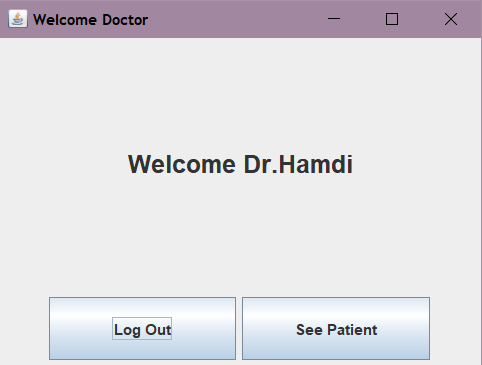 Welcome Doctor
Welcome Dr.Hamdi
Log Out See Patient